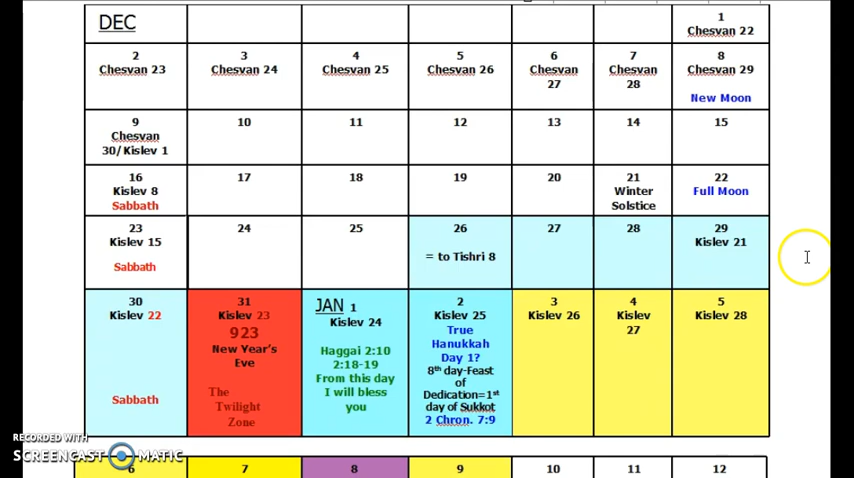 DEC
1
Chesvan 22
2
Chesvan 23
3
Chesvan 24
4
Chesvan 25
5
Chesvan 26
6
Chesvan
27
7
Chesvan
28
8
Chesvan 29
New Moon
9
Chesvan
30/Kislev 1
10
11
12
13
14
15
16
Kislev 8
Sabbath
17
18
19
20
21
Winter
Solstice
22
Full Moon
23
Kislev 15
Sabbath
24
25
26
= to Tishri 8
27
28
29
Kislev 21
30
Kislev 22
Sabbath
31
Kislev 23
923
New Year's
Eve
The
Twilight
Zone
JAN 1
Kislev 24
Haggai 2:10
2:18-19
From this day
I will bless
you
2
Kislev 25
True
Hanukkah
Day 1?
8th day-Feast
of
Dedication=1st
day of Sukkot
2 Chron. 7:9
3
Kislev 26
4
Kislev
27
5
Kislev 28
6
7
8
9
10
11
12
RECORDED WITH
SCREENCAST MATIC